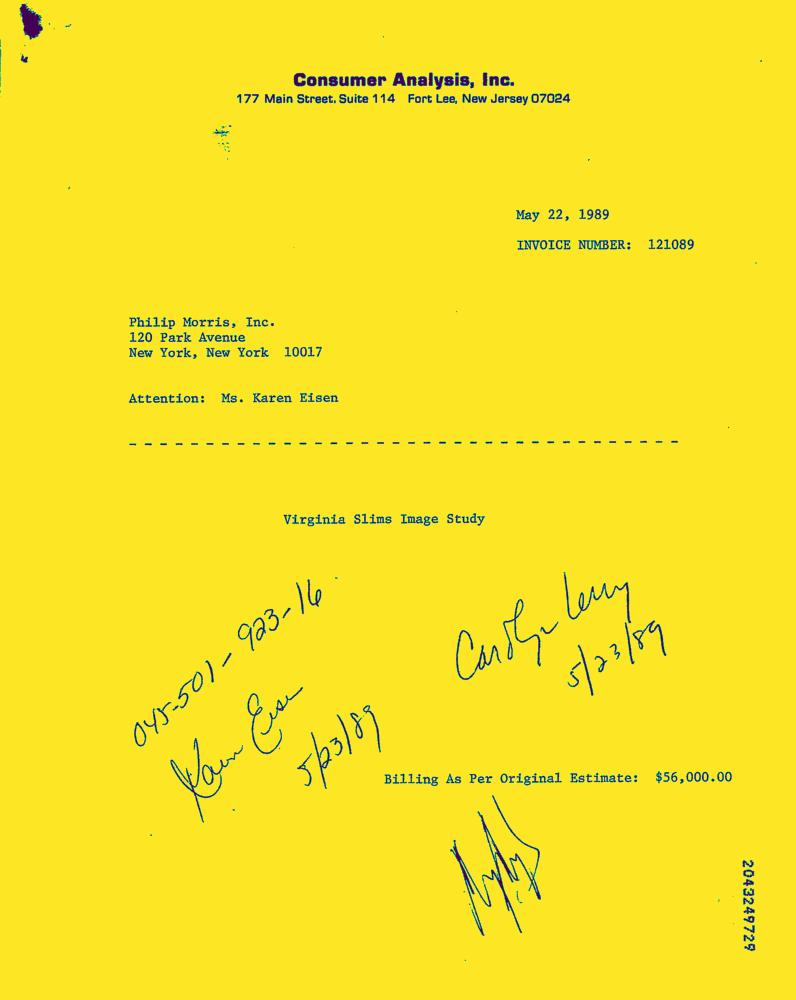 Consumer Analysis, Inc.
177 Main Street, Suite 114 Fort Lee, New Jersey 07024
May 22, 1989
INVOICE NUMBER: 121089
Philip Morris, Inc.
120 Park Avenue
New York, New York 10017
Attention: Ms. Karen Eisen
- - - - - - - - - - - - - - - - - - - - - - - - - - - - - - - - - - - -
Virginia Slims Image Study
045-501-923-16
Carolyn Levy
5/23/89
Karen Eisen
5/23/89
Billing As Per Original Estimate: $56,000.00
2043249729